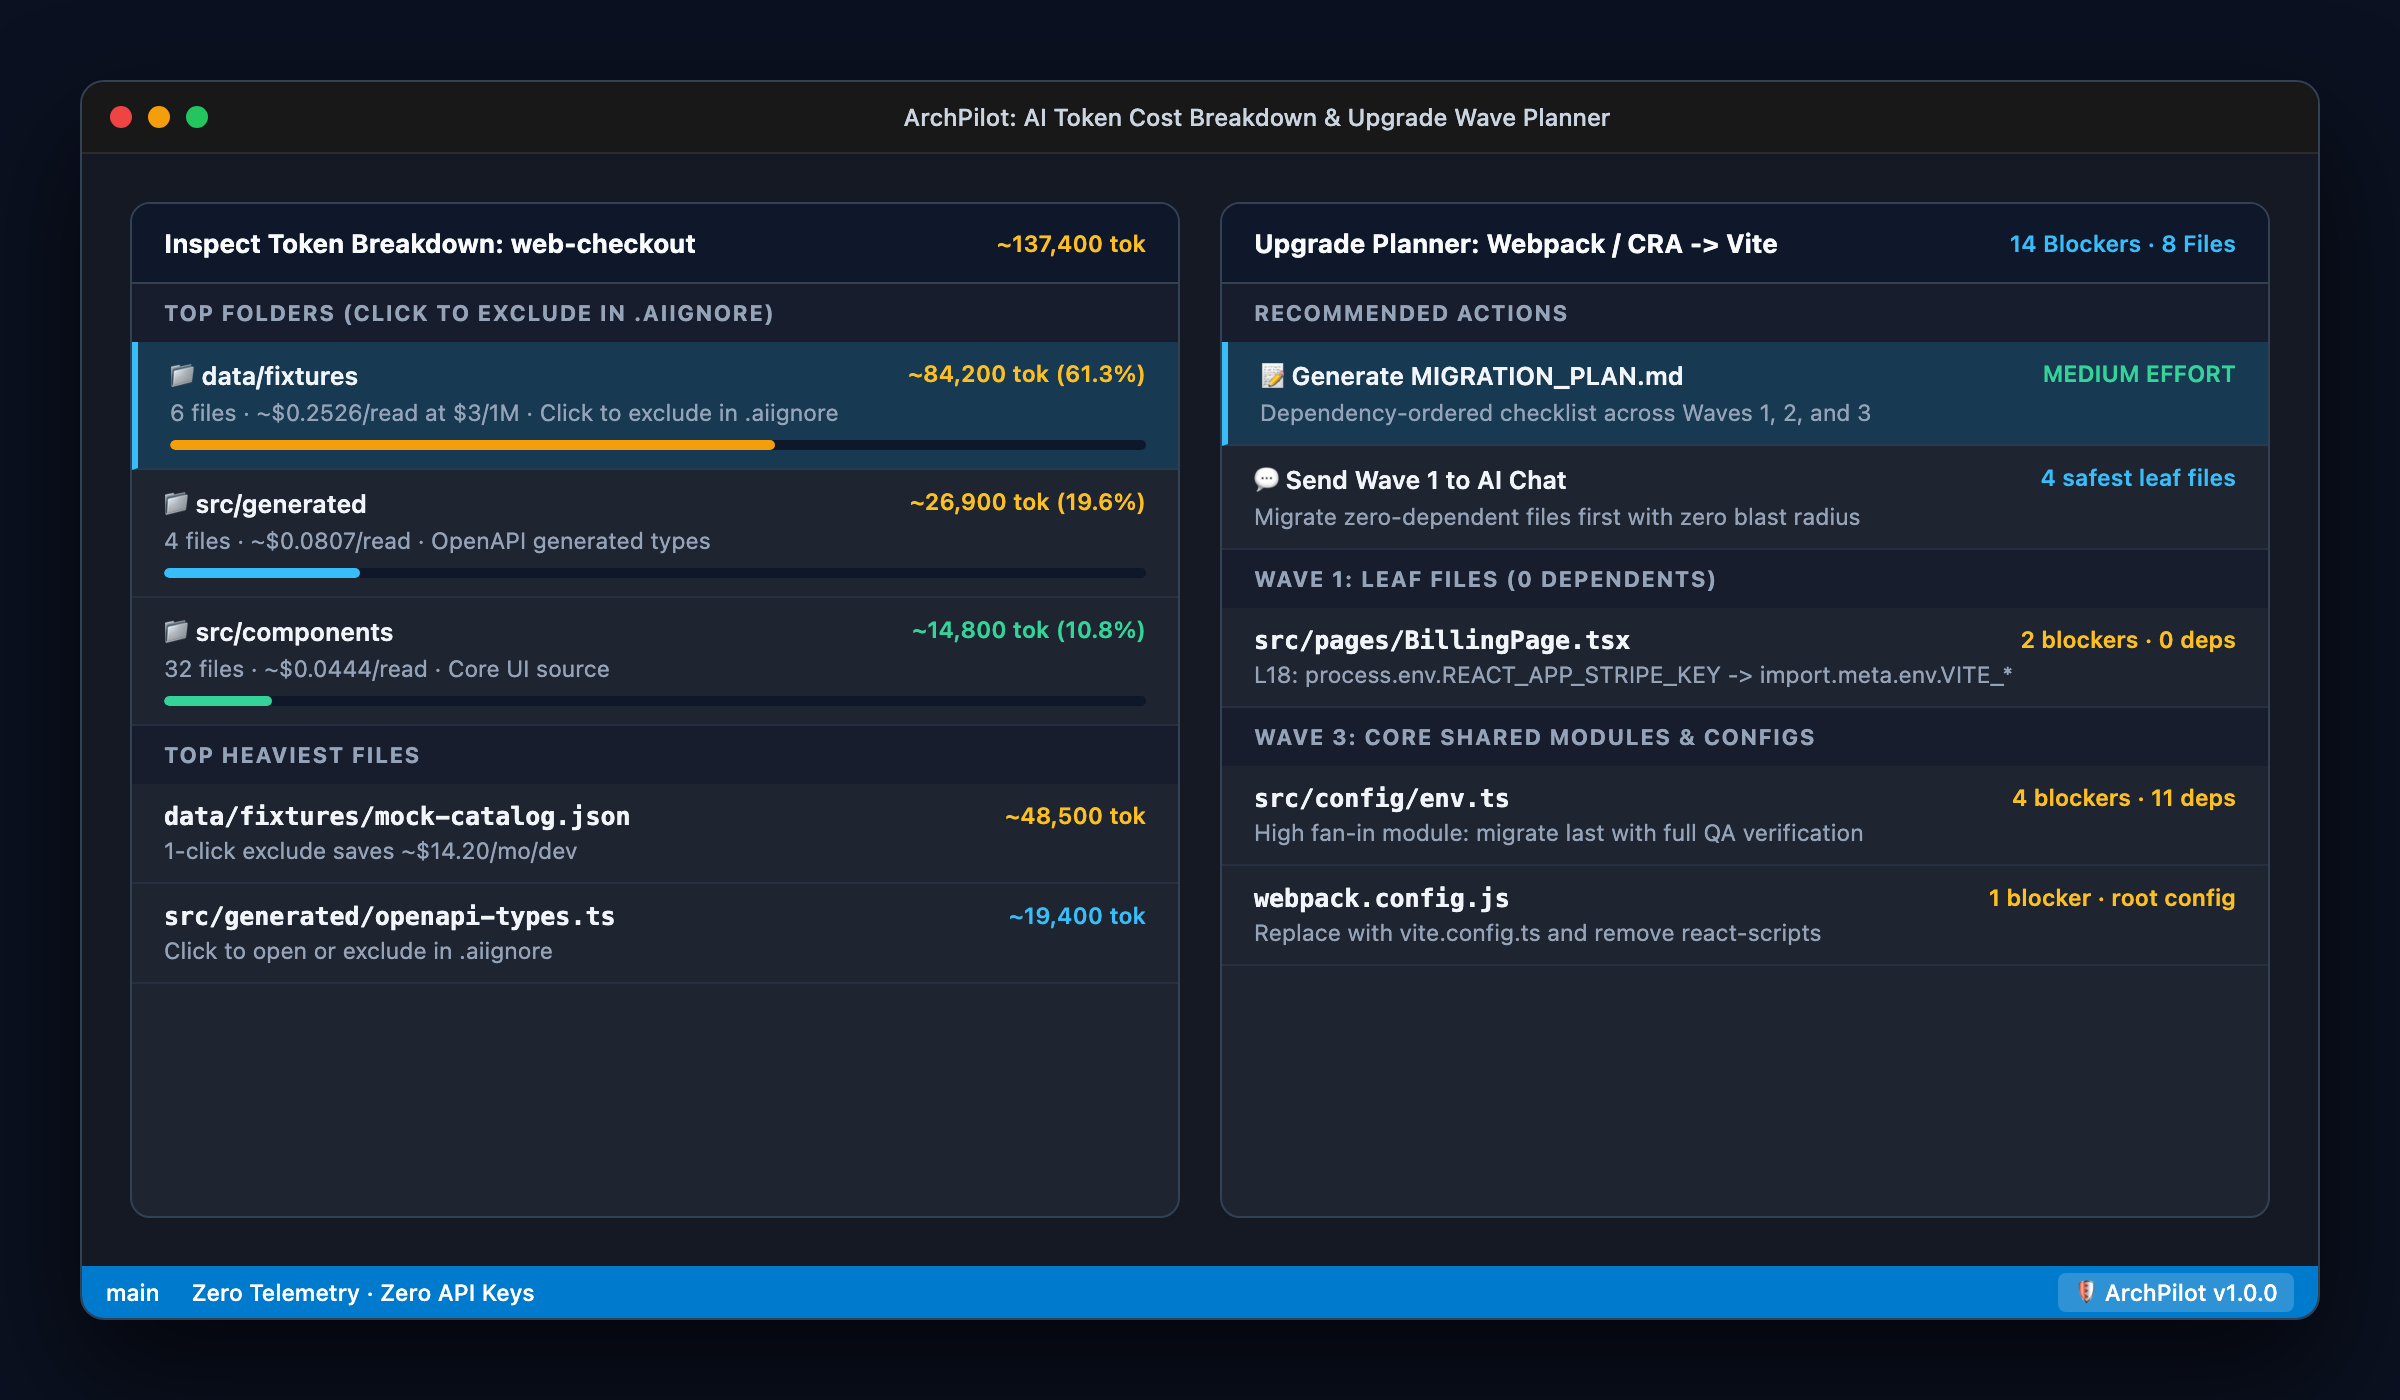 ArchPilot: AI Token Cost Breakdown & Upgrade Wave Planner
Inspect Token Breakdown: web-checkout
~137,400 tok
TOP FOLDERS (CLICK TO EXCLUDE IN .AIIGNORE)
data/fixtures
~84,200 tok (61.3%)
6 files · ~$0.2526/read at $3/1M · Click to exclude in .aiignore
src/generated
~26,900 tok (19.6%)
4 files · ~$0.0807/read · OpenAPI generated types
src/components
~14,800 tok (10.8%)
32 files · ~$0.0444/read · Core UI source
TOP HEAVIEST FILES
data/fixtures/mock-catalog.json
~48,500 tok
1-click exclude saves ~$14.20/mo/dev
src/generated/openapi-types.ts
~19,400 tok
Click to open or exclude in .aiignore
Upgrade Planner: Webpack / CRA -> Vite
14 Blockers · 8 Files
RECOMMENDED ACTIONS
Generate MIGRATION_PLAN.md
MEDIUM EFFORT
Dependency-ordered checklist across Waves 1, 2, and 3
Send Wave 1 to AI Chat
4 safest leaf files
Migrate zero-dependent files first with zero blast radius
WAVE 1: LEAF FILES (0 DEPENDENTS)
src/pages/BillingPage.tsx
2 blockers · 0 deps
L18: process.env.REACT_APP_STRIPE_KEY -> import.meta.env.VITE_*
WAVE 3: CORE SHARED MODULES & CONFIGS
src/config/env.ts
4 blockers · 11 deps
High fan-in module: migrate last with full QA verification
webpack.config.js
1 blocker · root config
Replace with vite.config.ts and remove react-scripts
main
Zero Telemetry · Zero API Keys
ArchPilot v1.0.0